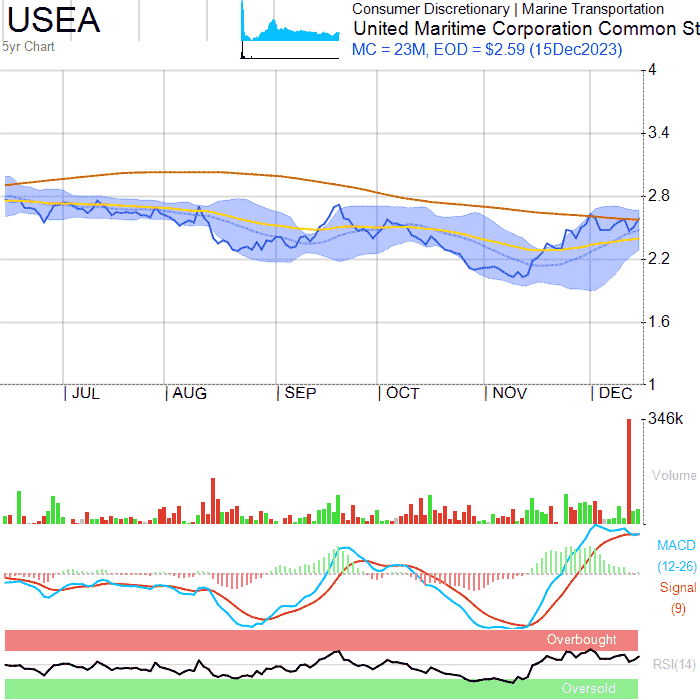 USEA
5yr Chart
Consumer Discretionary | Marine Transportation
United Maritime Corporation Common St
MC = 23M, EOD = $2.59 (15Dec2023)
4
3.4
2.8
2.2
1.6
1
| JUL | AUG | SEP | OCT | NOV | DEC
346k
Volume
MACD
(12-26)
Signal
(9)
Overbought
RSI(14)
Oversold